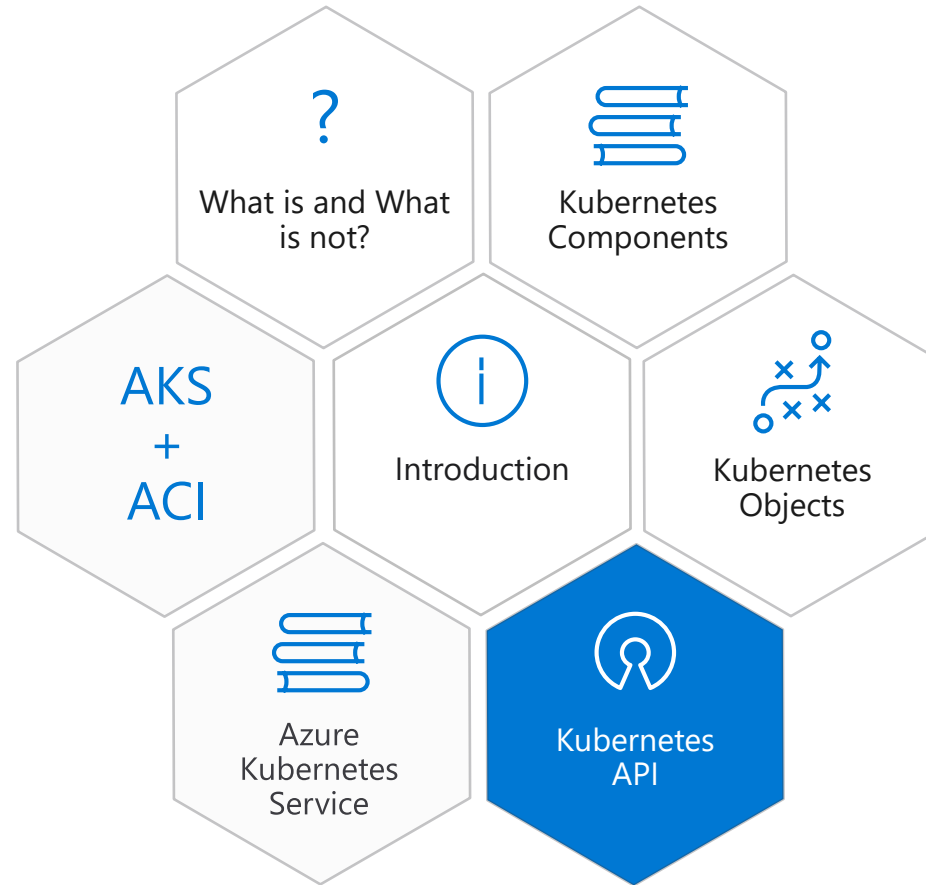 ?
What is and What
is not?
Kubernetes
Components
AKS
+
ACI
Introduction
Kubernetes
Objects
Azure
Kubernetes
Service
Kubernetes
API